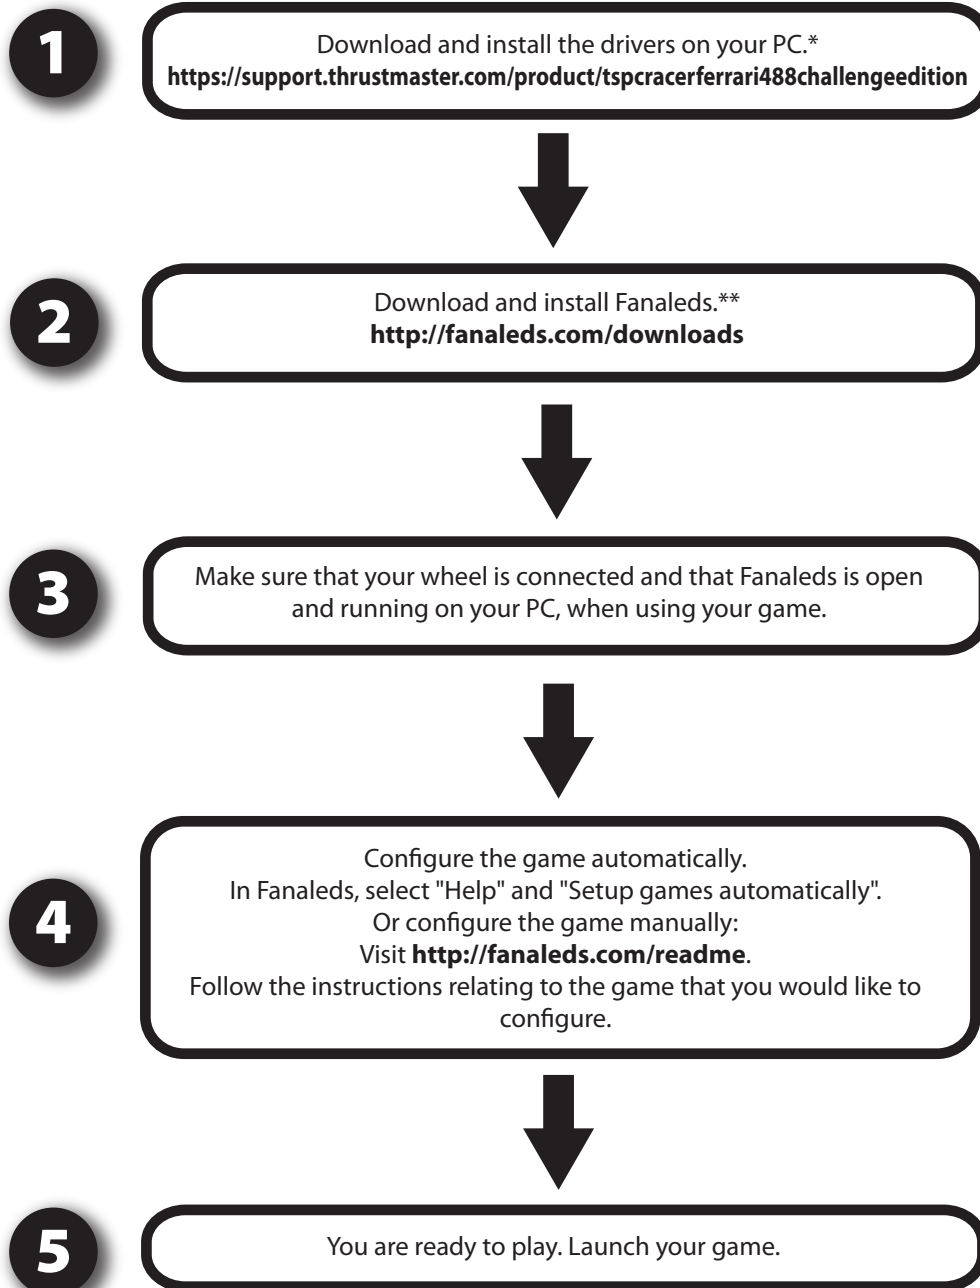 1
Download and install the drivers on your PC.*
https://support.thrustmaster.com/product/tspcracerferrari488challengeedition
2
Download and install Fanaleds.**
http://fanaleds.com/downloads
3
Make sure that your wheel is connected and that Fanaleds is open
and running on your PC, when using your game.
4
Configure the game automatically.
In Fanaleds, select "Help" and "Setup games automatically".
Or configure the game manually:
Visit http://fanaleds.com/readme.
Follow the instructions relating to the game that you would like to
configure.
5
You are ready to play. Launch your game.